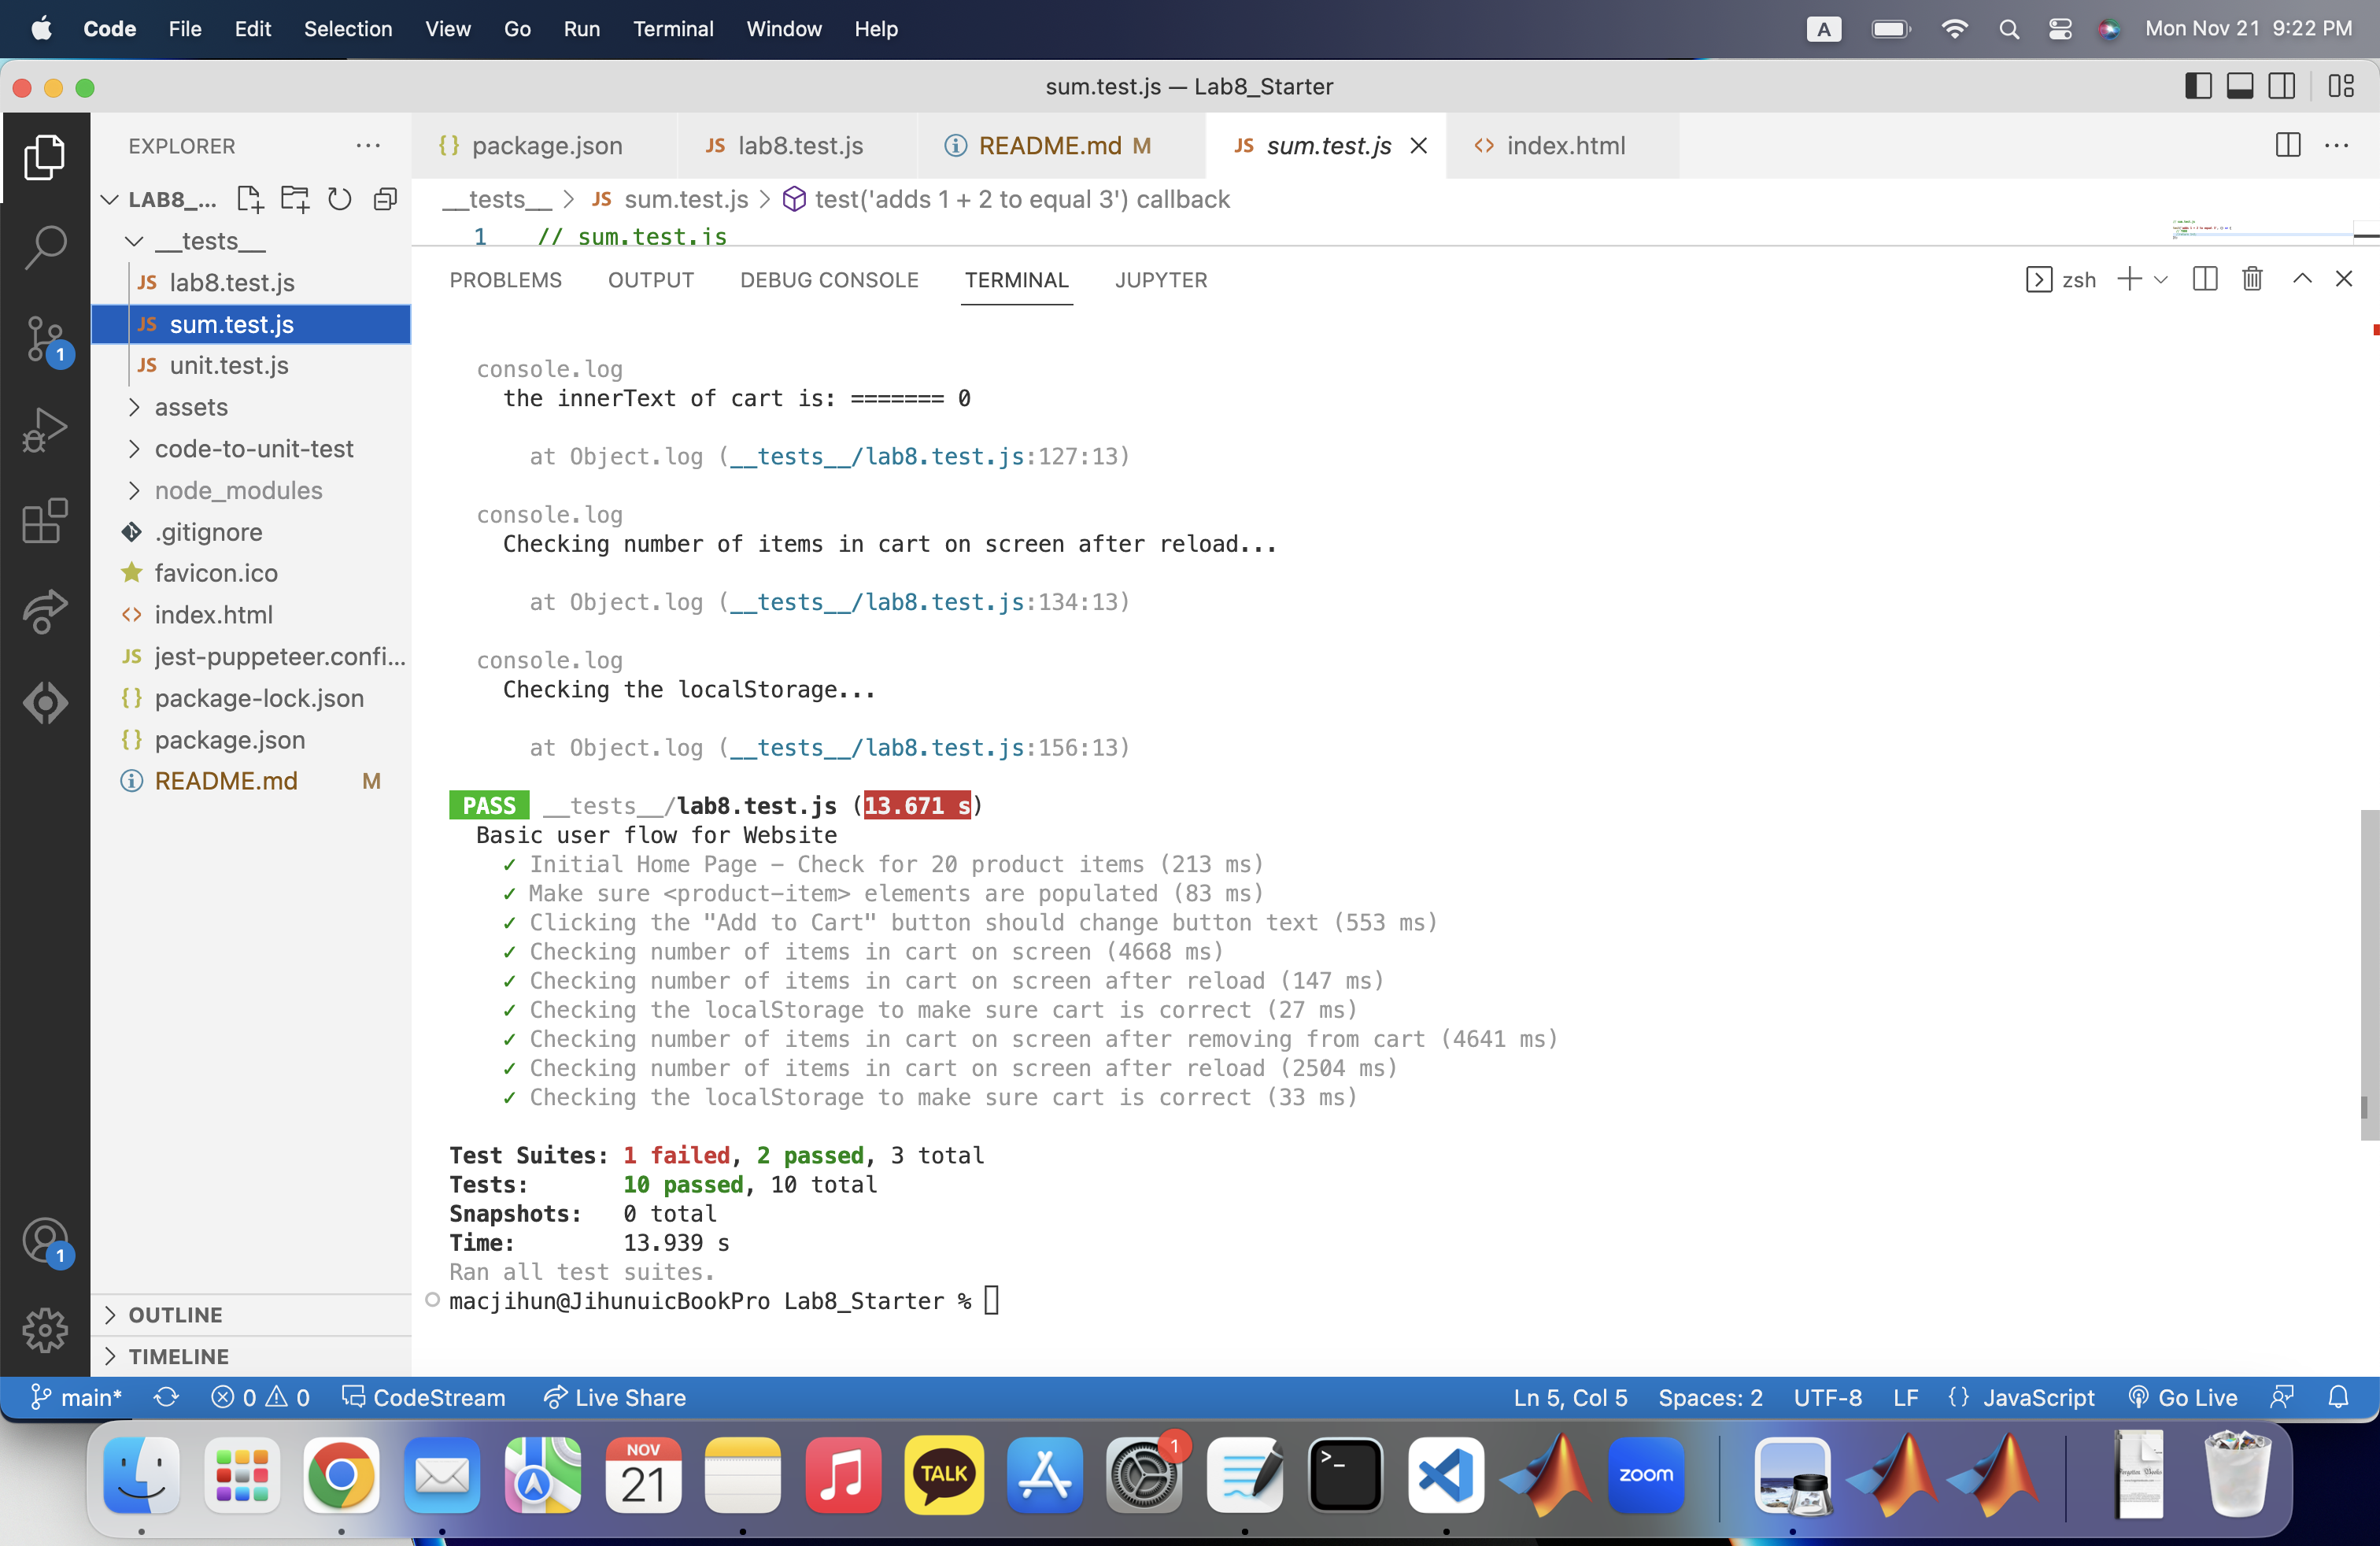 Code File Edit Selection View Go Run Terminal Window Help A Mon Nov 21 9:22 PM
sum.test.js — Lab8_Starter
EXPLORER
package.json
JS lab8.test.js
README.md M
JS sum.test.js
index.html
LAB8_...
__tests__
JS lab8.test.js
JS sum.test.js
JS unit.test.js
assets
code-to-unit-test
node_modules
.gitignore
favicon.ico
index.html
JS jest-puppeteer.confi...
package-lock.json
package.json
README.md M
OUTLINE
TIMELINE
1
1
__tests__ > JS sum.test.js > test('adds 1 + 2 to equal 3') callback
1 // sum.test.js
PROBLEMS OUTPUT DEBUG CONSOLE TERMINAL JUPYTER zsh
console.log
the innerText of cart is: ======= 0
at Object.log (__tests__/lab8.test.js:127:13)
console.log
Checking number of items in cart on screen after reload...
at Object.log (__tests__/lab8.test.js:134:13)
console.log
Checking the localStorage...
at Object.log (__tests__/lab8.test.js:156:13)
PASS __tests__/lab8.test.js (13.671 s)
Basic user flow for Website
✓ Initial Home Page – Check for 20 product items (213 ms)
✓ Make sure <product-item> elements are populated (83 ms)
✓ Clicking the "Add to Cart" button should change button text (553 ms)
✓ Checking number of items in cart on screen (4668 ms)
✓ Checking number of items in cart on screen after reload (147 ms)
✓ Checking the localStorage to make sure cart is correct (27 ms)
✓ Checking number of items in cart on screen after removing from cart (4641 ms)
✓ Checking number of items in cart on screen after reload (2504 ms)
✓ Checking the localStorage to make sure cart is correct (33 ms)
Test Suites: 1 failed, 2 passed, 3 total
Tests: 10 passed, 10 total
Snapshots: 0 total
Time: 13.939 s
Ran all test suites.
macjihun@JihunuicBookPro Lab8_Starter %
main* 0 0 CodeStream Live Share Ln 5, Col 5 Spaces: 2 UTF-8 LF {} JavaScript Go Live
NOV
21
TALK
1
zoom